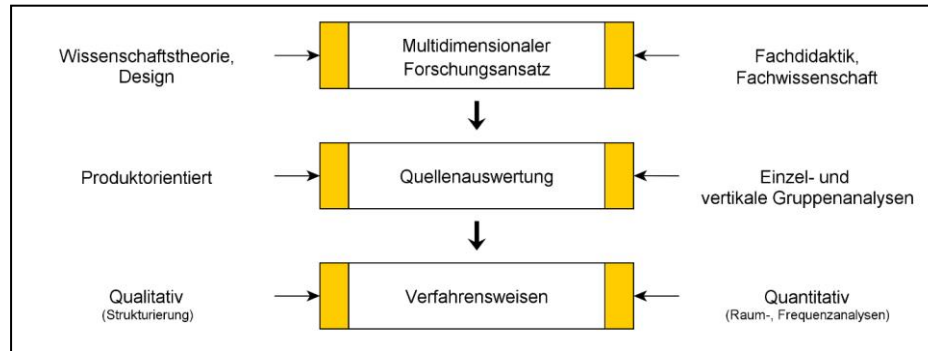 Wissenschaftstheorie,
Design
Multidimensionaler
Forschungsansatz
Fachdidaktik,
Fachwissenschaft
Produktorientiert
Quellenauswertung
Einzel- und
vertikale Gruppenanalysen
Qualitativ
(Strukturierung)
Verfahrensweisen
Quantitativ
(Raum-, Frequenzanalysen)